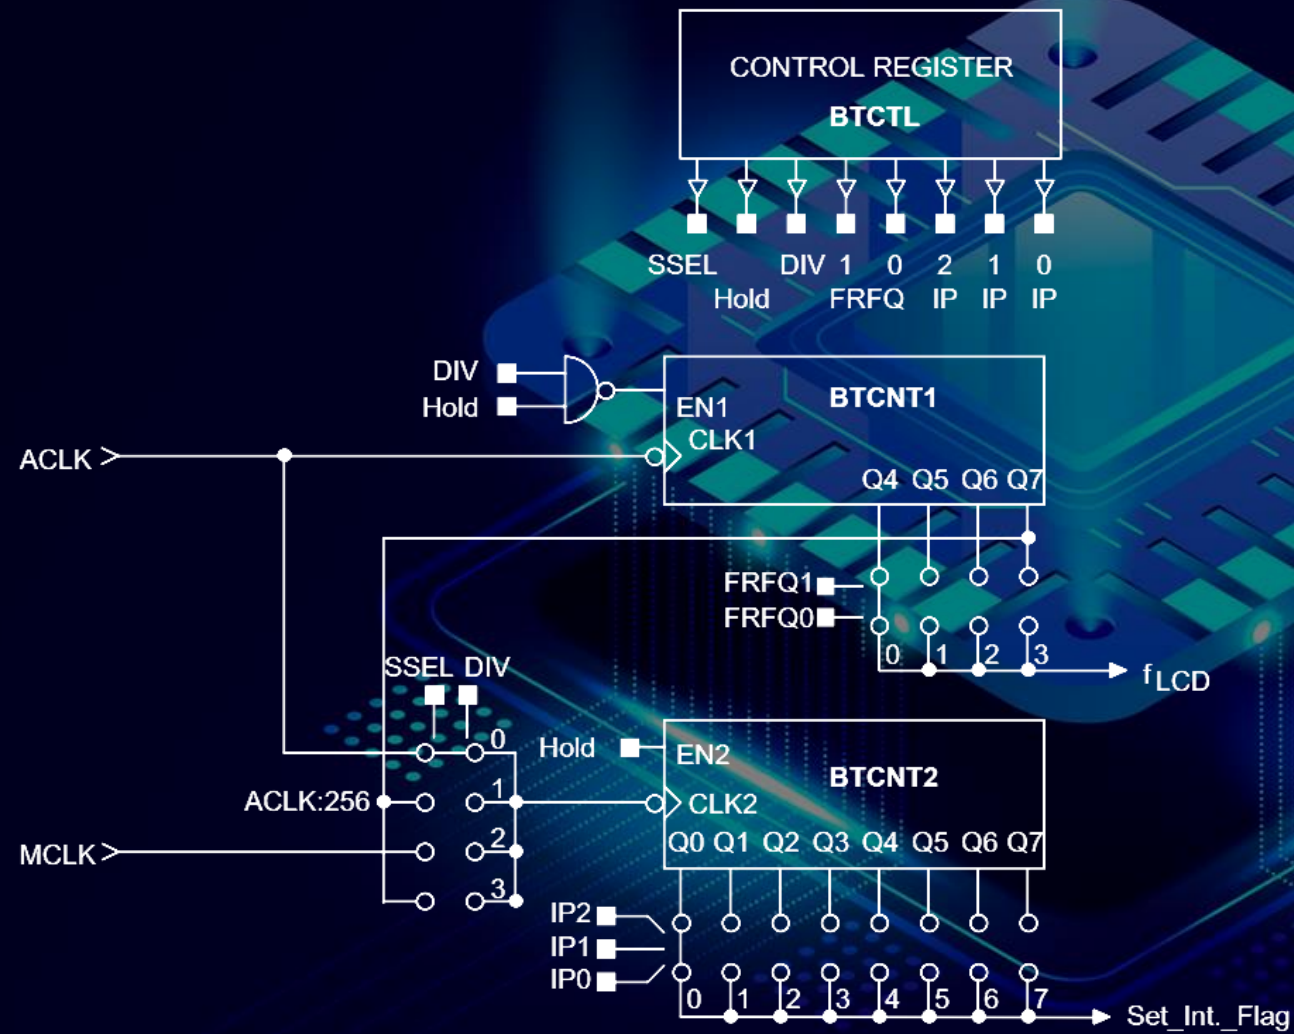 CONTROL REGISTER
BTCTL
SSEL DIV 1 0 2 1 0
Hold FRFQ IP IP IP
DIV
Hold
EN1
BTCNT1
CLK1
ACLK
Q4 Q5 Q6 Q7
FRFQ1
FRFQ0
0 1 2 3
fLCD
SSEL DIV
0
Hold
EN2
BTCNT2
ACLK:256
1
CLK2
MCLK
2
Q0 Q1 Q2 Q3 Q4 Q5 Q6 Q7
3
IP2
IP1
IP0
0 1 2 3 4 5 6 7
Set_Int._Flag